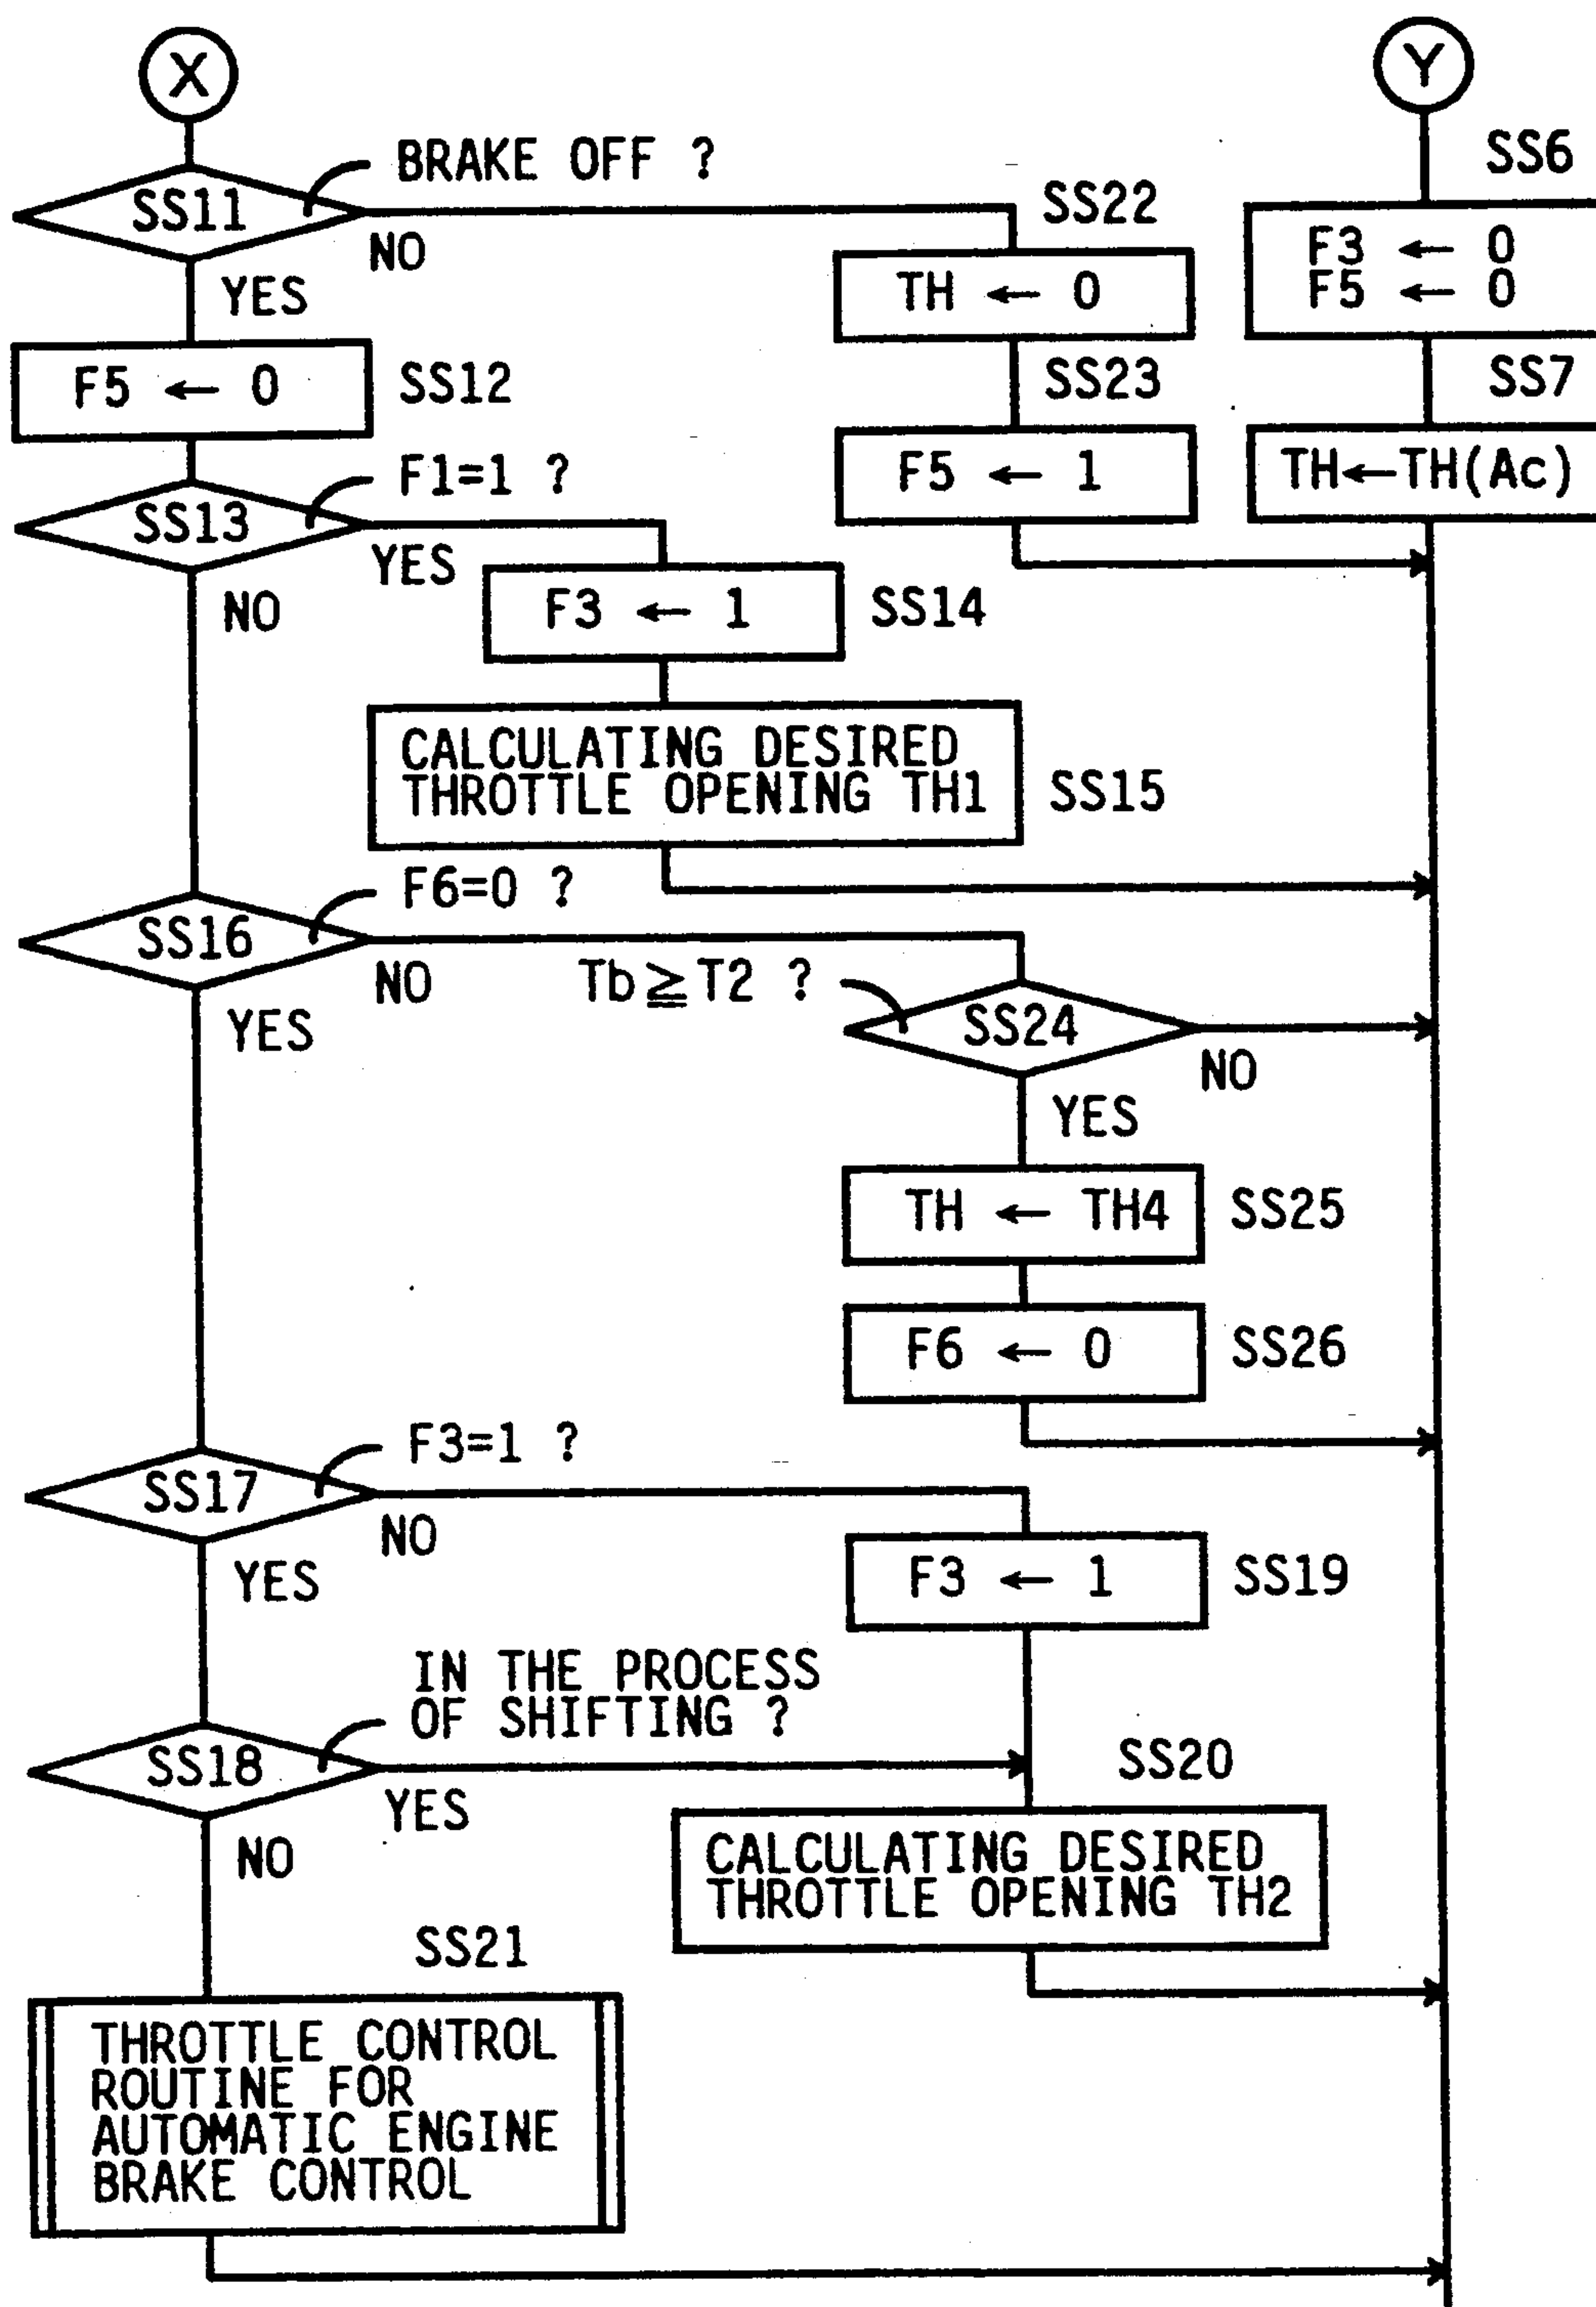 X
Y
BRAKE OFF ?
SS6
SS11
SS22
NO
F3 ← 0
F5 ← 0
YES
TH ← 0
SS7
F5 ← 0
SS12
SS23
F1=1 ?
F5 ← 1
TH←TH(Ac)
SS13
YES
NO
F3 ← 1
SS14
CALCULATING DESIRED
THROTTLE OPENING TH1
SS15
F6=0 ?
SS16
NO
Tb≧T2 ?
SS24
YES
NO
YES
TH ← TH4
SS25
F6 ← 0
SS26
F3=1 ?
SS17
NO
F3 ← 1
SS19
YES
IN THE PROCESS
OF SHIFTING ?
SS18
SS20
YES
NO
CALCULATING DESIRED
THROTTLE OPENING TH2
SS21
THROTTLE CONTROL
ROUTINE FOR
AUTOMATIC ENGINE
BRAKE CONTROL